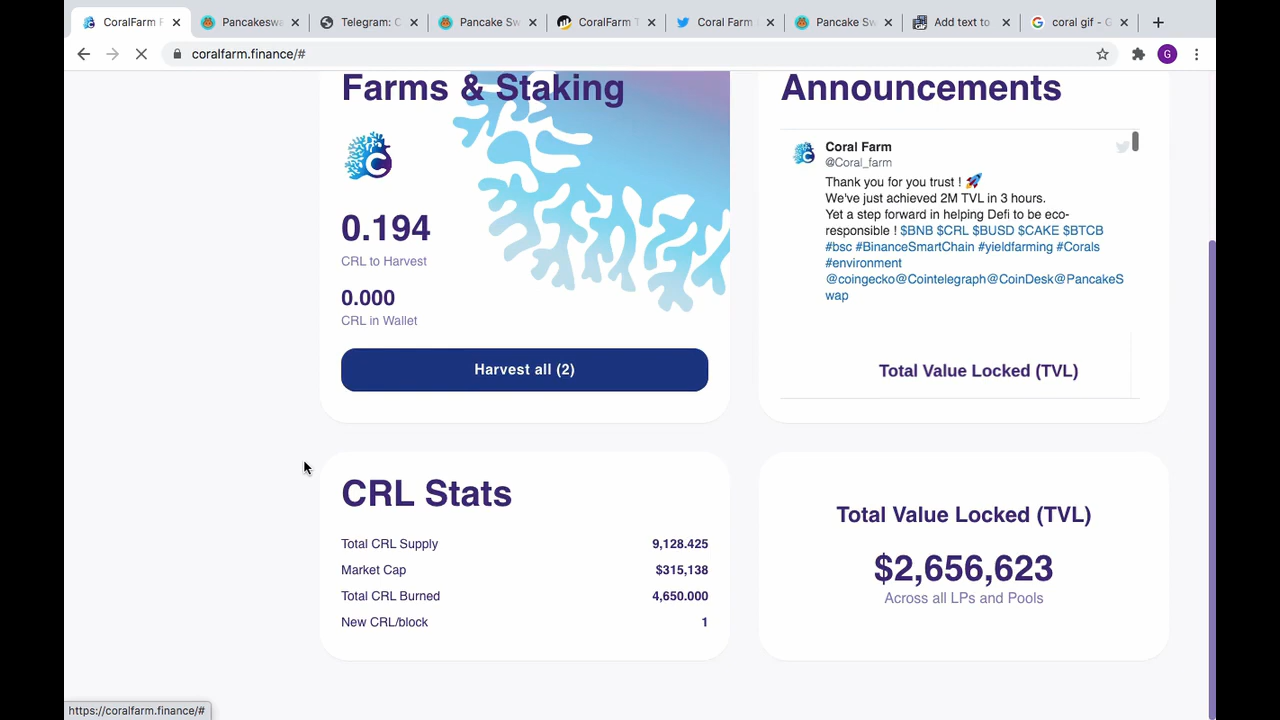 CoralFarm F
Pancakeswa
Telegram: C
Pancake Sw
CoralFarm T
Coral Farm
Pancake Sw
Add text to
coral gif - G
coralfarm.finance/#
G
Farms & Staking
C
0.194
CRL to Harvest
0.000
CRL in Wallet
Harvest all (2)
Announcements
Coral Farm
@Coral_farm
Thank you for you trust ! 🚀
We've just achieved 2M TVL in 3 hours.
Yet a step forward in helping Defi to be eco-
responsible ! $BNB $CRL $BUSD $CAKE $BTCB
#bsc #BinanceSmartChain #yieldfarming #Corals
#environment
@coingecko@Cointelegraph@CoinDesk@PancakeS
wap
Total Value Locked (TVL)
CRL Stats
Total CRL Supply 9,128.425
Market Cap $315,138
Total CRL Burned 4,650.000
New CRL/block 1
Total Value Locked (TVL)
$2,656,623
Across all LPs and Pools
https://coralfarm.finance/#